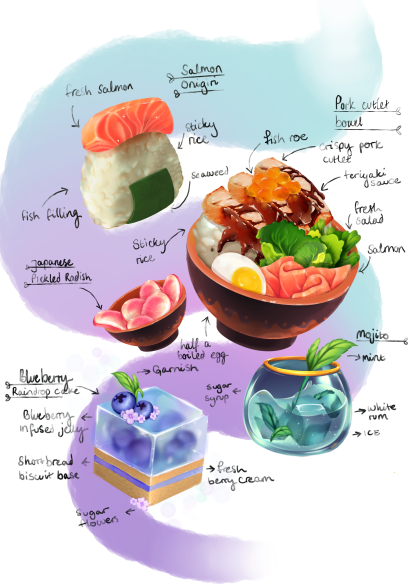 Salmon
Onigiri
fresh salmon
Sticky
rice
seaweed
fish filling
Pork cutlet
bowl
fish roe
crispy pork
cutlet
teriyaki
sauce
fresh
salad
Salmon
Sticky
rice
half a
boiled egg
Japanese
Pickled Radish
Mojito
mint
sugar
syrup
white
rum
ICE
Blueberry
Raindrop cake
Garnish
Blueberry
infused jelly
Shortbread
biscuit base
fresh
berry cream
sugar
flowers